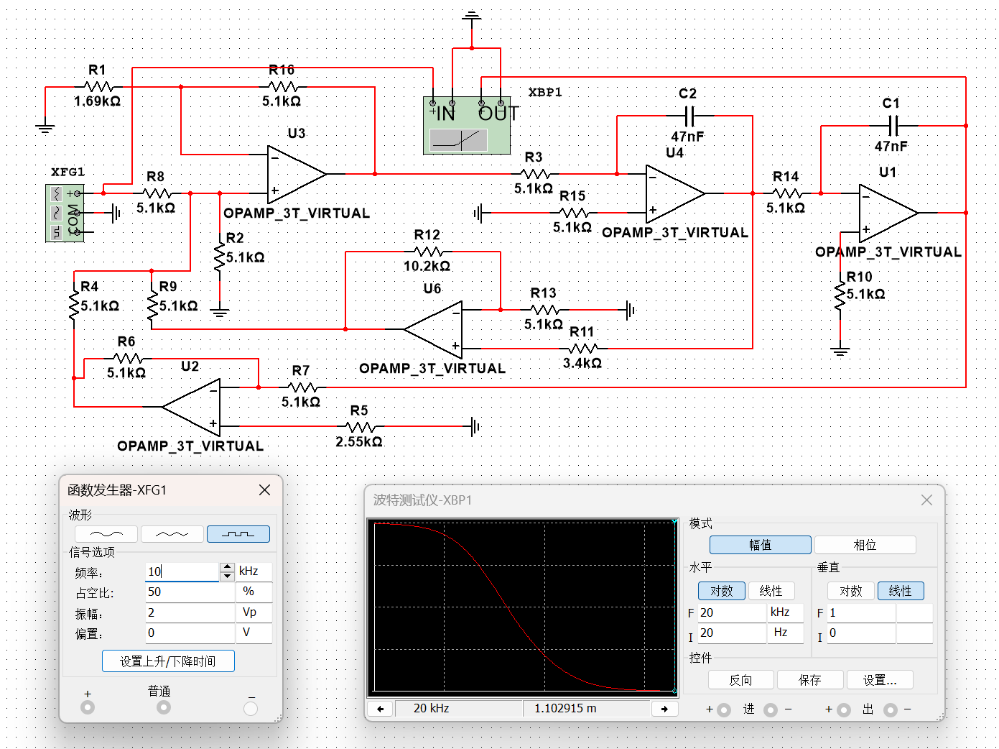 R1
1.69kΩ
R16
5.1kΩ
XBP1
IN
OUT
C2
47nF
C1
47nF
U3
XFG1
COM
R8
5.1kΩ
OPAMP_3T_VIRTUAL
R3
5.1kΩ
R15
5.1kΩ
U4
OPAMP_3T_VIRTUAL
R14
5.1kΩ
U1
OPAMP_3T_VIRTUAL
R2
5.1kΩ
R12
10.2kΩ
R4
5.1kΩ
R9
5.1kΩ
U6
R13
5.1kΩ
R10
5.1kΩ
R11
3.4kΩ
OPAMP_3T_VIRTUAL
R6
5.1kΩ
U2
R7
5.1kΩ
R5
2.55kΩ
OPAMP_3T_VIRTUAL
函数发生器-XFG1
波形
信号选项
频率: 10 kHz
占空比: 50 %
振幅: 2 Vp
偏置: 0 V
设置上升/下降时间
+ 普通 −
波特测试仪-XBP1
模式
幅值 相位
水平 垂直
对数 线性 对数 线性
F 20 kHz F 1
I 20 Hz I 0
控件
反向 保存 设置...
20 kHz 1.102915 m
+ 进 − + 出 −